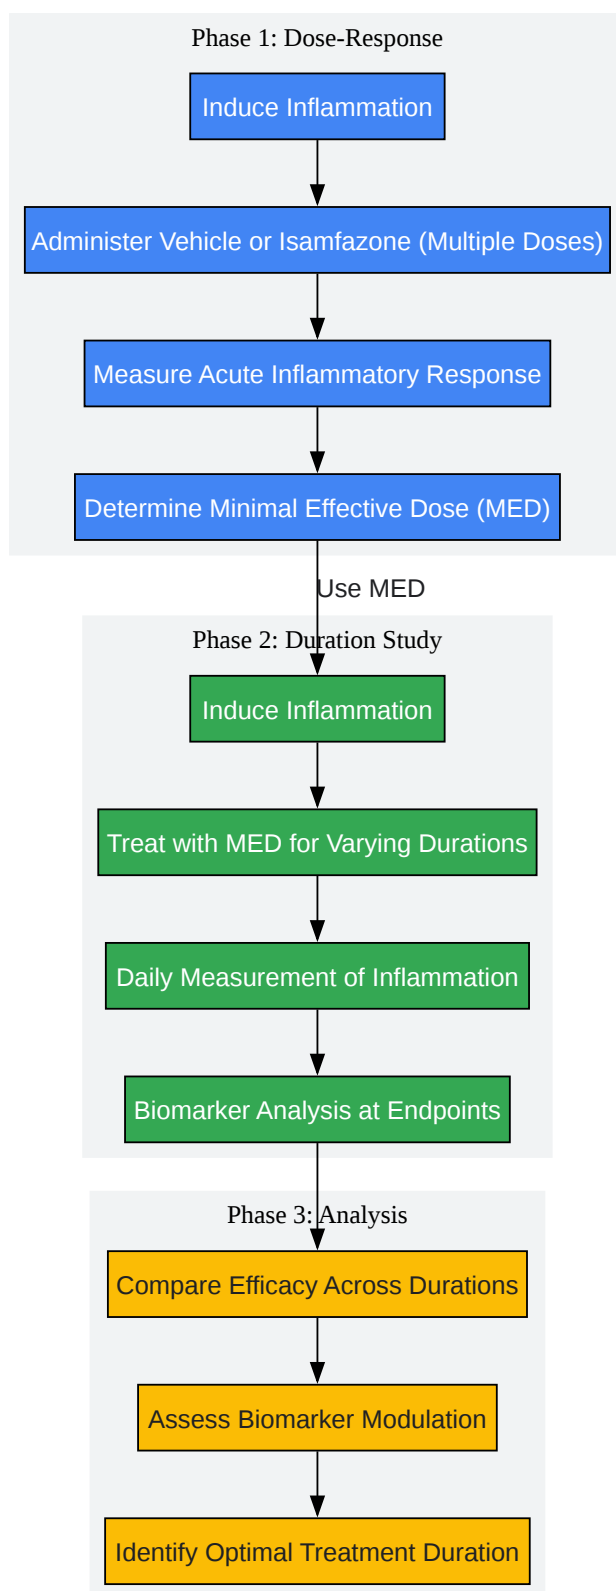 Phase 1: Dose-Response
Induce Inflammation
Administer Vehicle or Isamfazone (Multiple Doses)
Measure Acute Inflammatory Response
Determine Minimal Effective Dose (MED)
Use MED
Phase 2: Duration Study
Induce Inflammation
Treat with MED for Varying Durations
Daily Measurement of Inflammation
Biomarker Analysis at Endpoints
Phase 3: Analysis
Compare Efficacy Across Durations
Assess Biomarker Modulation
Identify Optimal Treatment Duration